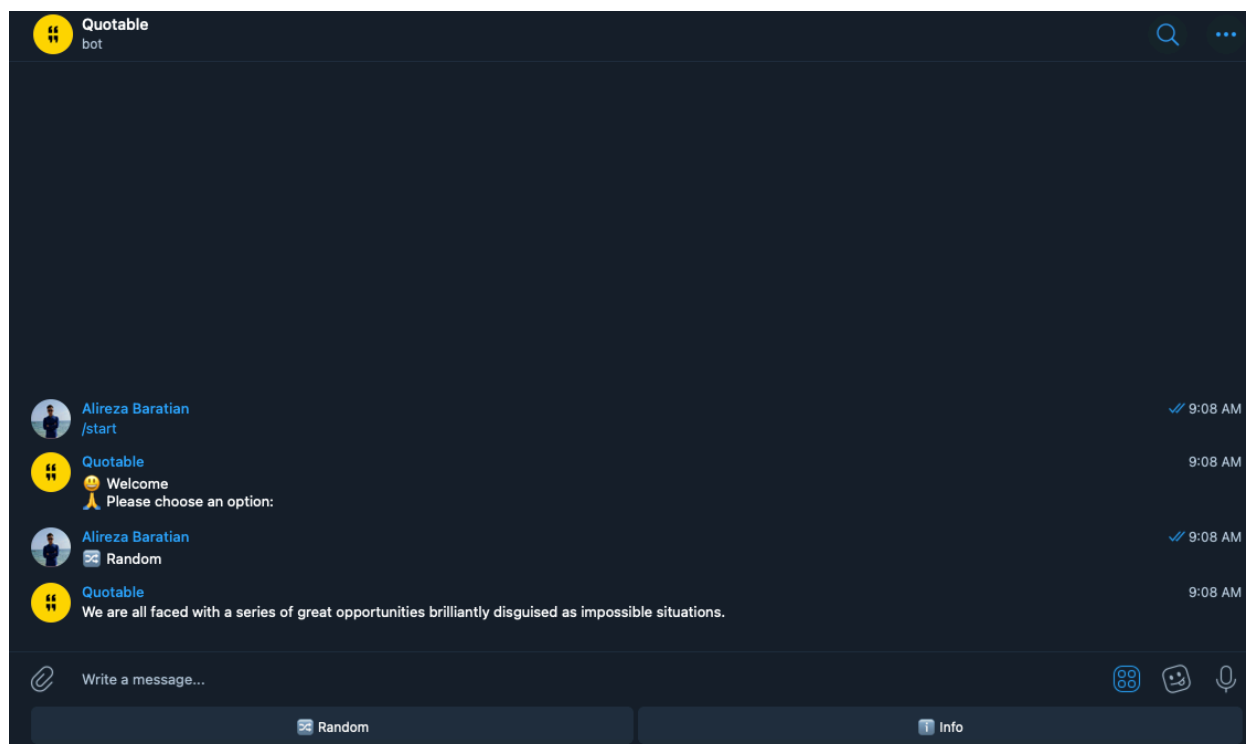 Quotable
bot
Alireza Baratian
9:08 AM
/start
Quotable
9:08 AM
😃 Welcome
🙏 Please choose an option:
Alireza Baratian
9:08 AM
🔀 Random
Quotable
9:08 AM
We are all faced with a series of great opportunities brilliantly disguised as impossible situations.
Write a message...
🔀 Random
ℹ️ Info